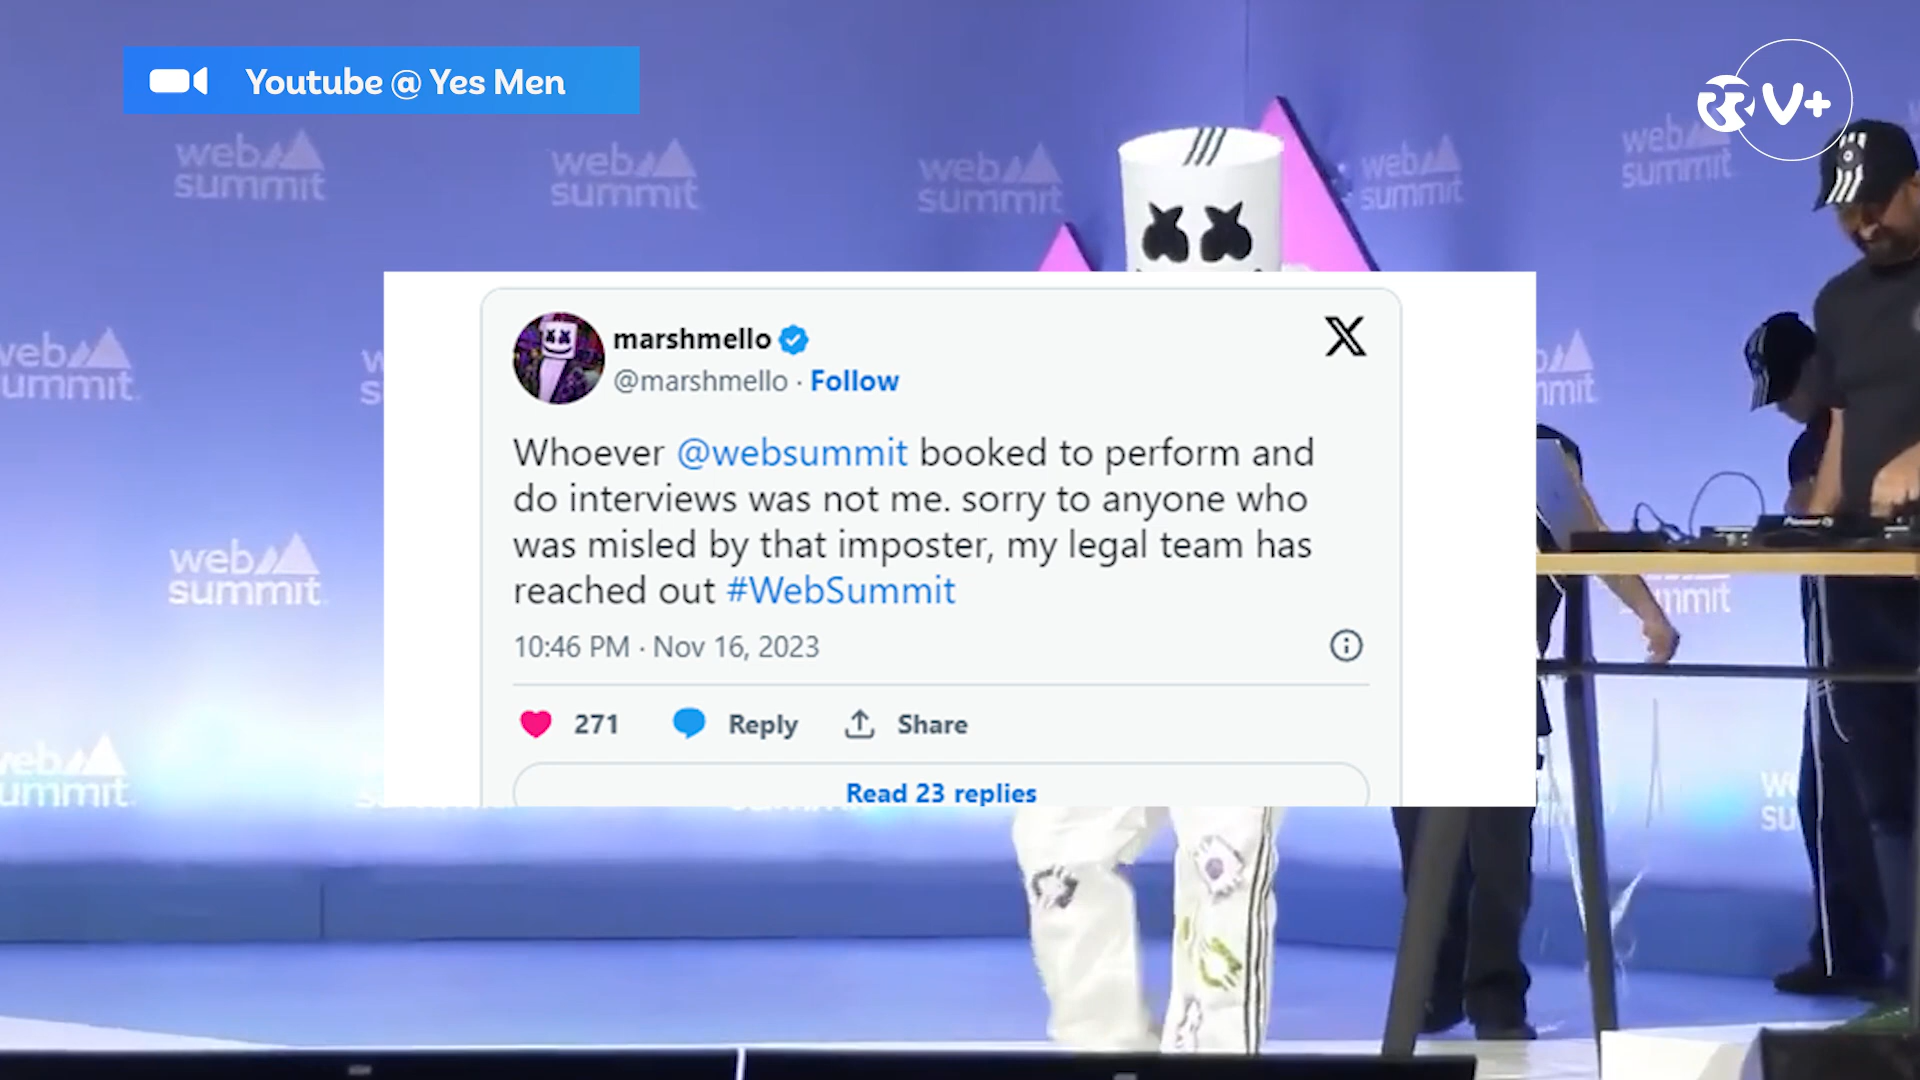 Youtube @ Yes Men
V+
web summit
web summit
web summit
web summit
web summit
marshmello
@marshmello · Follow
Whoever @websummit booked to perform and
do interviews was not me. sorry to anyone who
was misled by that imposter, my legal team has
reached out #WebSummit
10:46 PM · Nov 16, 2023
271 Reply Share
Read 23 replies
web summit